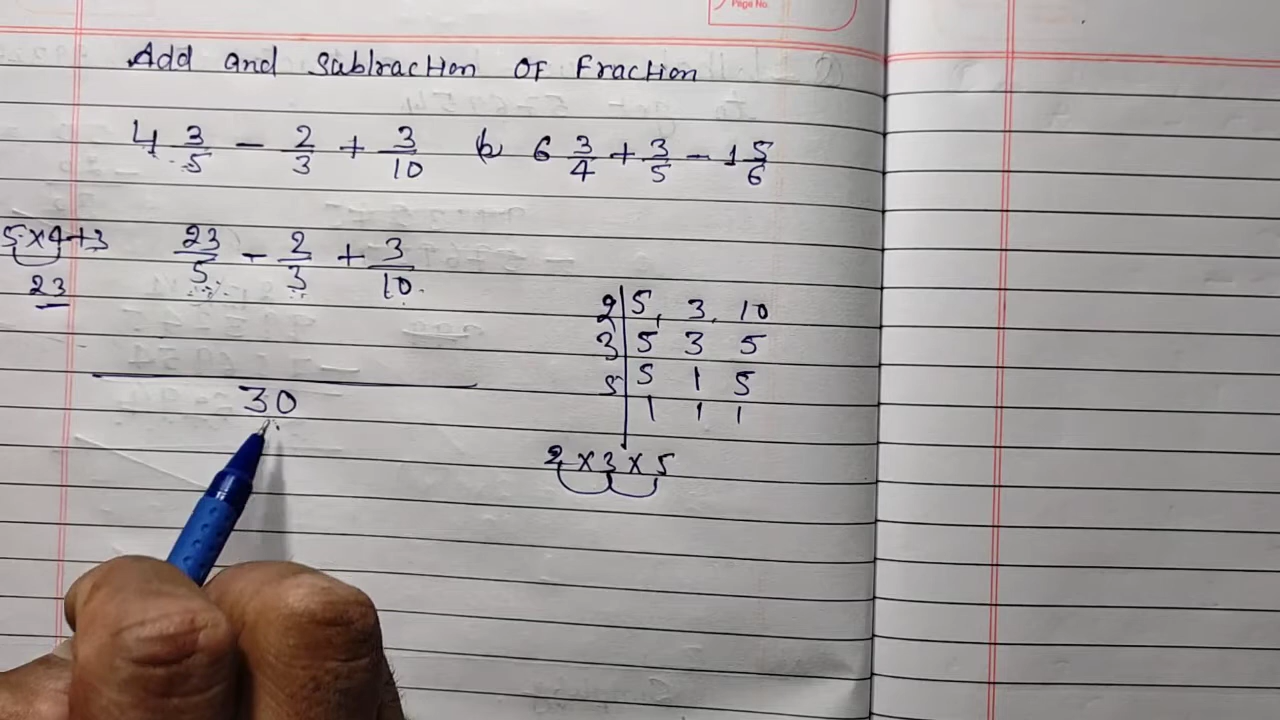 Page No.
Add and Sabtraction OF Fraction
4 3/5 - 2/3 + 3/10 b 6 3/4 + 3/5 - 1 5/6
5×4+3 23/5 - 2/3 + 3/10
23
2 | 5, 3, 10
3 | 5 3 5
5 | 5 1 5
| 1 1 1
30
2 × 3 × 5